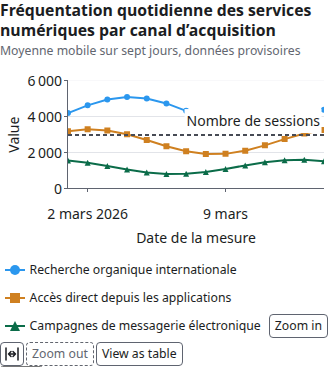 Fréquentation quotidienne des services
numériques par canal d’acquisition
Moyenne mobile sur sept jours, données provisoires
6 000
4 000
2 000
0
Value
Nombre de sessions
2 mars 2026
9 mars
Date de la mesure
Recherche organique internationale
Accès direct depuis les applications
Campagnes de messagerie électronique
Zoom in
Zoom out
View as table